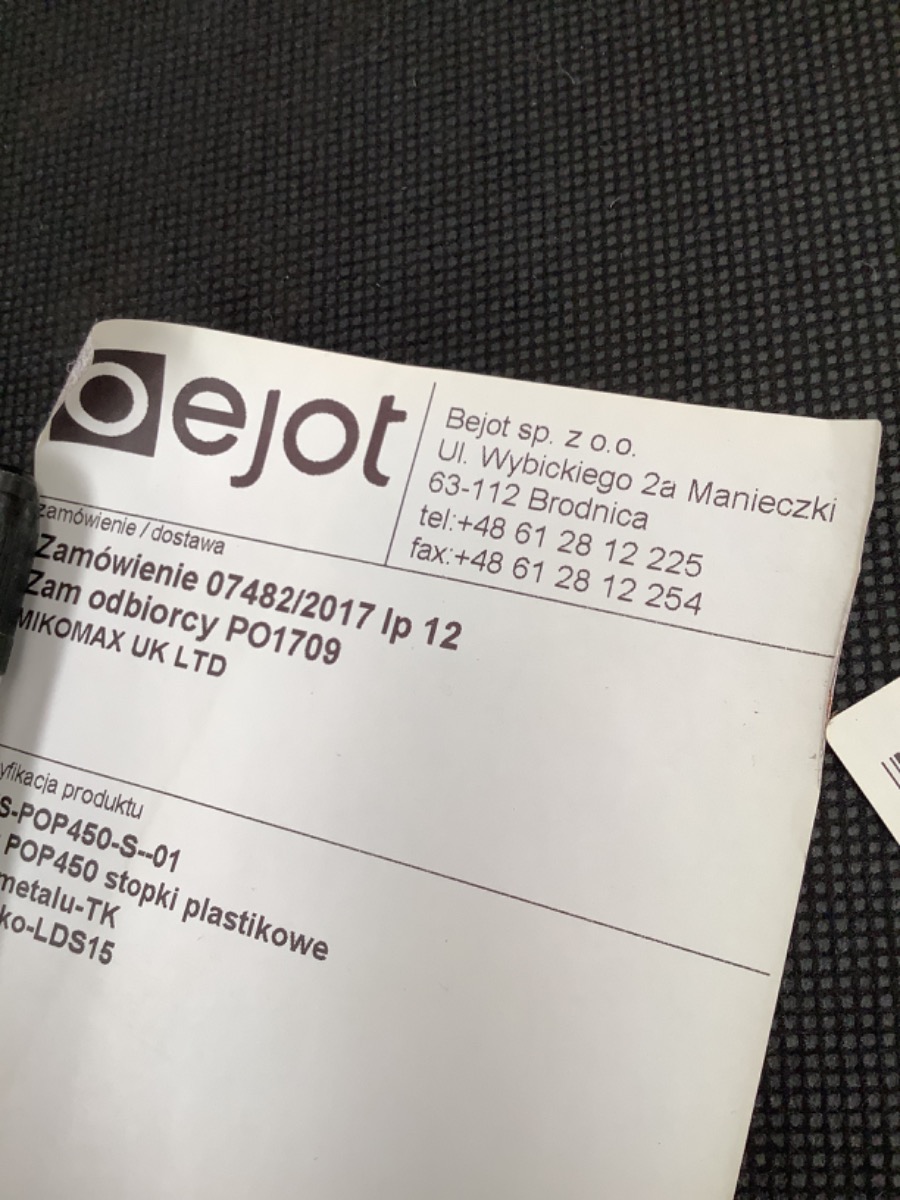 bejot
Bejot sp. z o.o.
Ul. Wybickiego 2a Manieczki
63-112 Brodnica
tel:+48 61 28 12 225
fax:+48 61 28 12 254
zamówienie / dostawa
Zamówienie 07482/2017 lp 12
Zam odbiorcy PO1709
MIKOMAX UK LTD
produktu
S-POP450-S--01
POP450 stopki plastikowe
metalu-TK
ko-LDS15